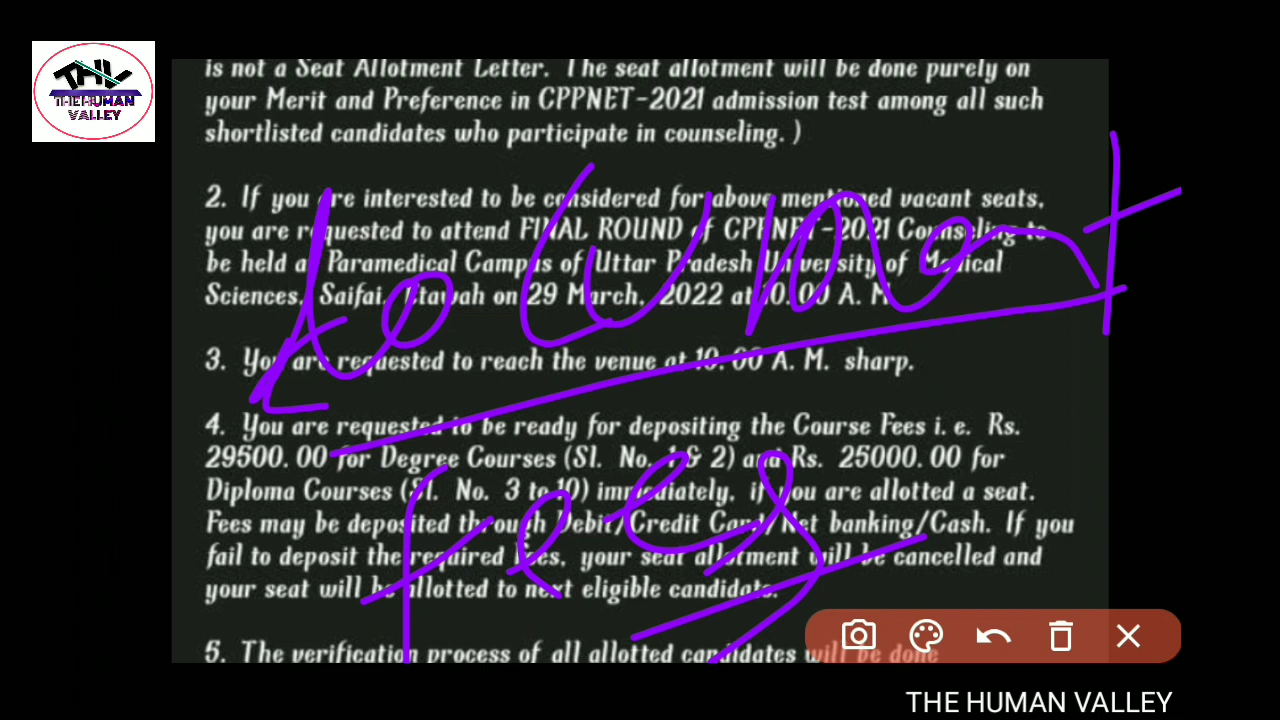 THV
THE HUMAN
VALLEY
is not a Seat Allotment Letter. The seat allotment will be done purely on
your Merit and Preference in CPPNET-2021 admission test among all such
shortlisted candidates who participate in counseling. )
2. If you are interested to be considered for above mentioned vacant seats,
you are requested to attend FINAL ROUND of CPPNET-2021 Counseling to
be held at Paramedical Campus of Uttar Pradesh University of Medical
Sciences, Saifai, Etawah on 29 March, 2022 at 10.00 A. M.
3. You are requested to reach the venue at 10.00 A. M. sharp.
4. You are requested to be ready for depositing the Course Fees i. e. Rs.
29500.00 for Degree Courses (Sl. No. 1 & 2) and Rs. 25000.00 for
Diploma Courses (Sl. No. 3 to 10) immediately, if you are allotted a seat.
Fees may be deposited through Debit/Credit Card/Net banking/Cash. If you
fail to deposit the required Fees, your seat allotment will be cancelled and
your seat will be allotted to next eligible candidate.
5. The verification process of all allotted candidates will be done
Fees
THE HUMAN VALLEY